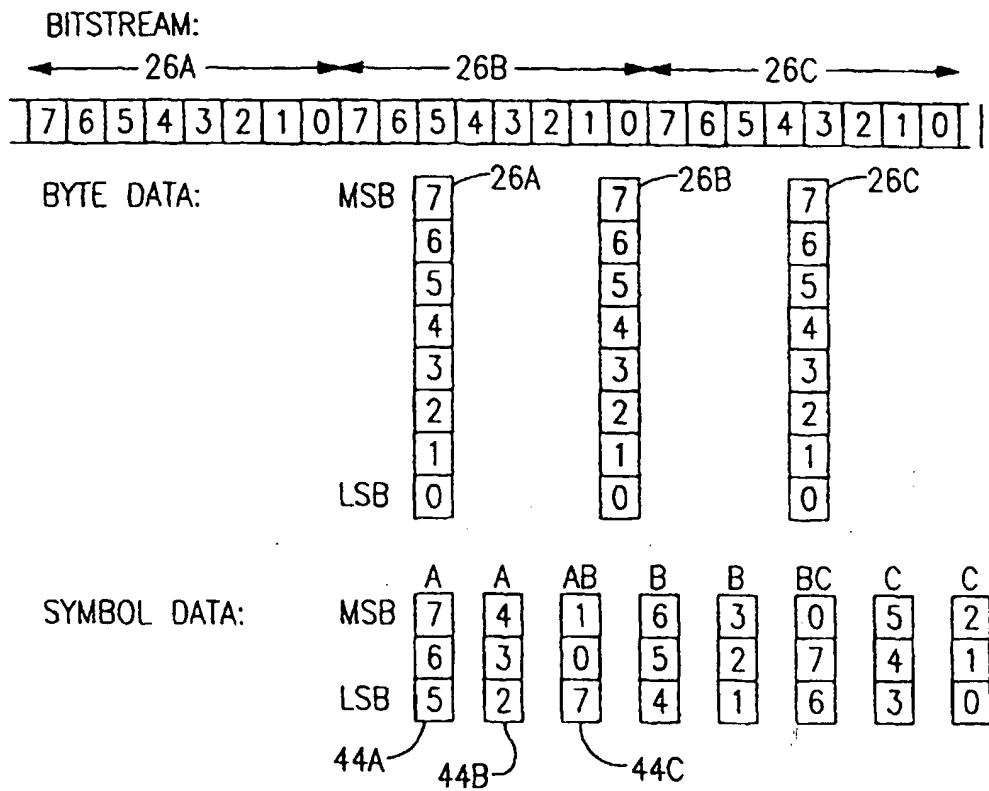 BITSTREAM:
26A 26B 26C
7 6 5 4 3 2 1 0 7 6 5 4 3 2 1 0 7 6 5 4 3 2 1 0
BYTE DATA: MSB 7 26A 7 26B 7 26C
6 6 6
5 5 5
4 4 4
3 3 3
2 2 2
1 1 1
LSB 0 0 0
A A AB B B BC C C
SYMBOL DATA: MSB 7 4 1 6 3 0 5 2
6 3 0 5 2 7 4 1
LSB 5 2 7 4 1 6 3 0
44A 44B 44C